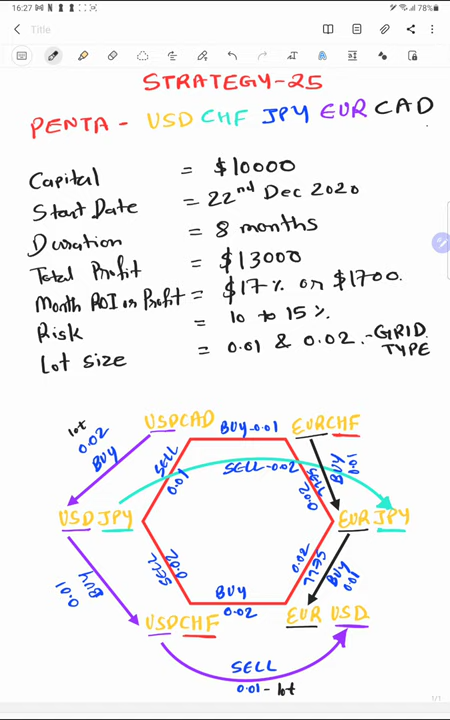 16:27
78%
Title
STRATEGY-25
PENTA - USD CHF JPY EUR CAD
Capital = $10000
Start Date = 22nd Dec 2020
Duration = 8 months
Total Profit = $13000
Month ROI or Profit = $17% or $1700.
Risk = 10 to 15%
Lot size = 0.01 & 0.02.-GRID TYPE
USDCAD
BUY-0.01
EURCHF
lot
0.02
BUY
SELL
0.01
SELL-0.02
SELL
0.02
BUY
0.01
USDJPY
EURJPY
BUY
0.01
SELL
0.02
0.02
SELL
BUY
0.01
BUY
0.02
USDCHF
EUR USD
SELL
0.01 - lot
1/1